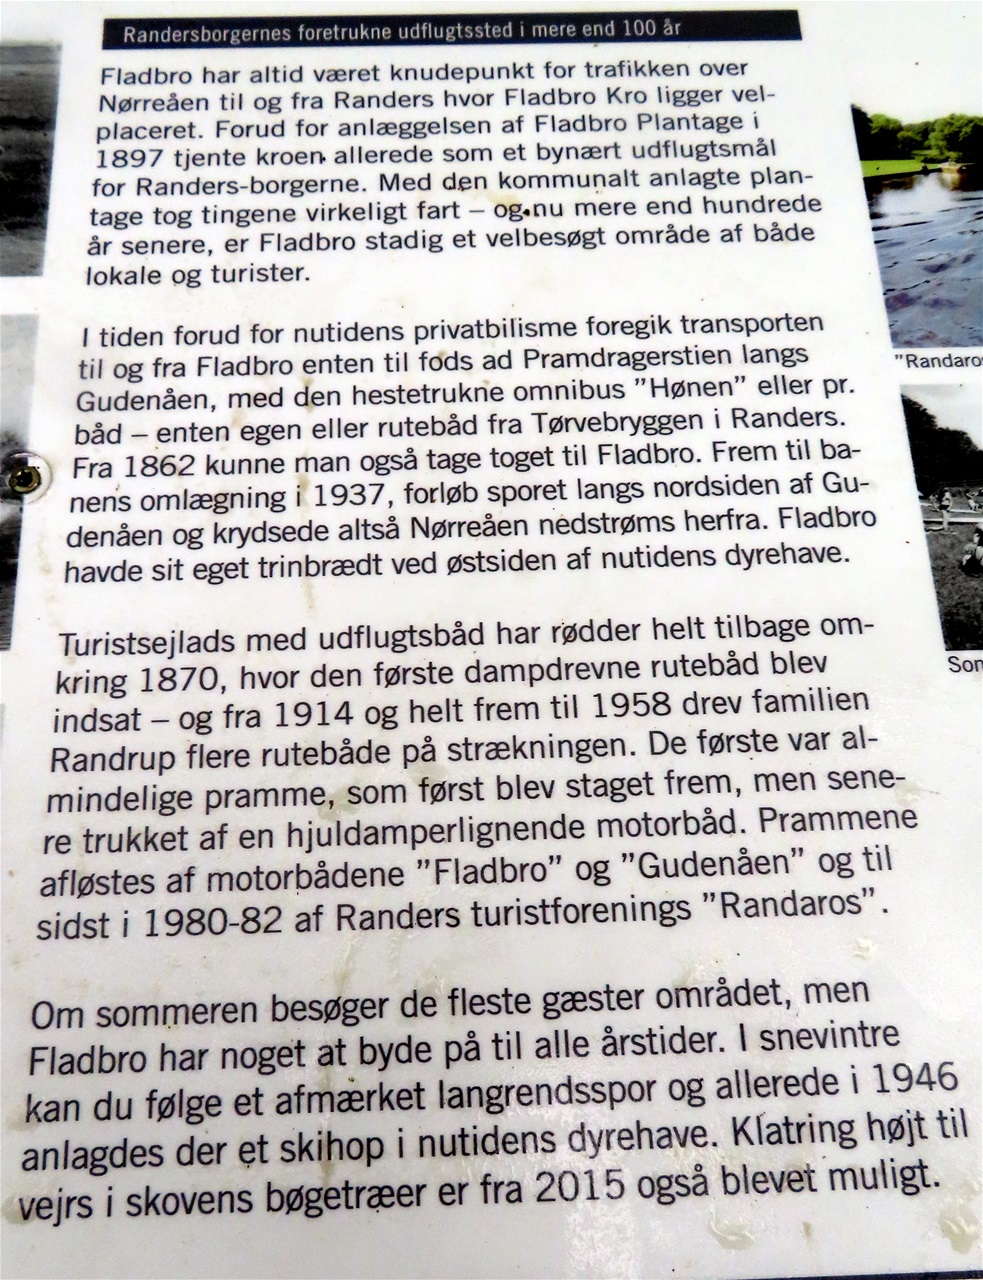 Randersborgernes foretrukne udflugtssted i mere end 100 år
Fladbro har altid været knudepunkt for trafikken over
Nørreåen til og fra Randers hvor Fladbro Kro ligger vel-
placeret. Forud for anlæggelsen af Fladbro Plantage i
1897 tjente kroen allerede som et bynært udflugtsmål
for Randers-borgerne. Med den kommunalt anlagte plan-
tage tog tingene virkeligt fart – og nu mere end hundrede
år senere, er Fladbro stadig et velbesøgt område af både
lokale og turister.
I tiden forud for nutidens privatbilisme foregik transporten
til og fra Fladbro enten til fods ad Pramdragerstien langs
Gudenåen, med den hestetrukne omnibus ”Hønen” eller pr.
båd – enten egen eller rutebåd fra Tørvebryggen i Randers.
Fra 1862 kunne man også tage toget til Fladbro. Frem til ba-
nens omlægning i 1937, forløb sporet langs nordsiden af Gu-
denåen og krydsede altså Nørreåen nedstrøms herfra. Fladbro
havde sit eget trinbrædt ved østsiden af nutidens dyrehave.
Turistsejlads med udflugtsbåd har rødder helt tilbage om-
kring 1870, hvor den første dampdrevne rutebåd blev
indsat – og fra 1914 og helt frem til 1958 drev familien
Randrup flere rutebåde på strækningen. De første var al-
mindelige pramme, som først blev staget frem, men sene-
re trukket af en hjuldamperlignende motorbåd. Prammene
afløstes af motorbådene ”Fladbro” og ”Gudenåen” og til
sidst i 1980-82 af Randers turistforenings ”Randaros”.
Om sommeren besøger de fleste gæster området, men
Fladbro har noget at byde på til alle årstider. I snevintre
kan du følge et afmærket langrendsspor og allerede i 1946
anlagdes der et skihop i nutidens dyrehave. Klatring højt til
vejrs i skovens bøgetræer er fra 2015 også blevet muligt.
”Randaros